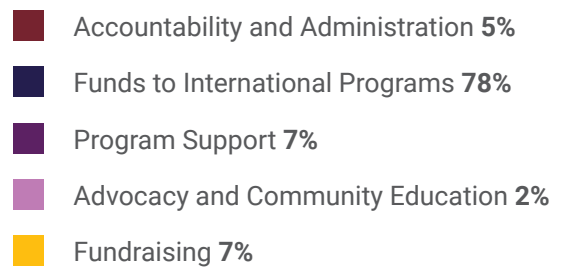 Accountability and Administration 5%
Funds to International Programs 78%
Program Support 7%
Advocacy and Community Education 2%
Fundraising 7%